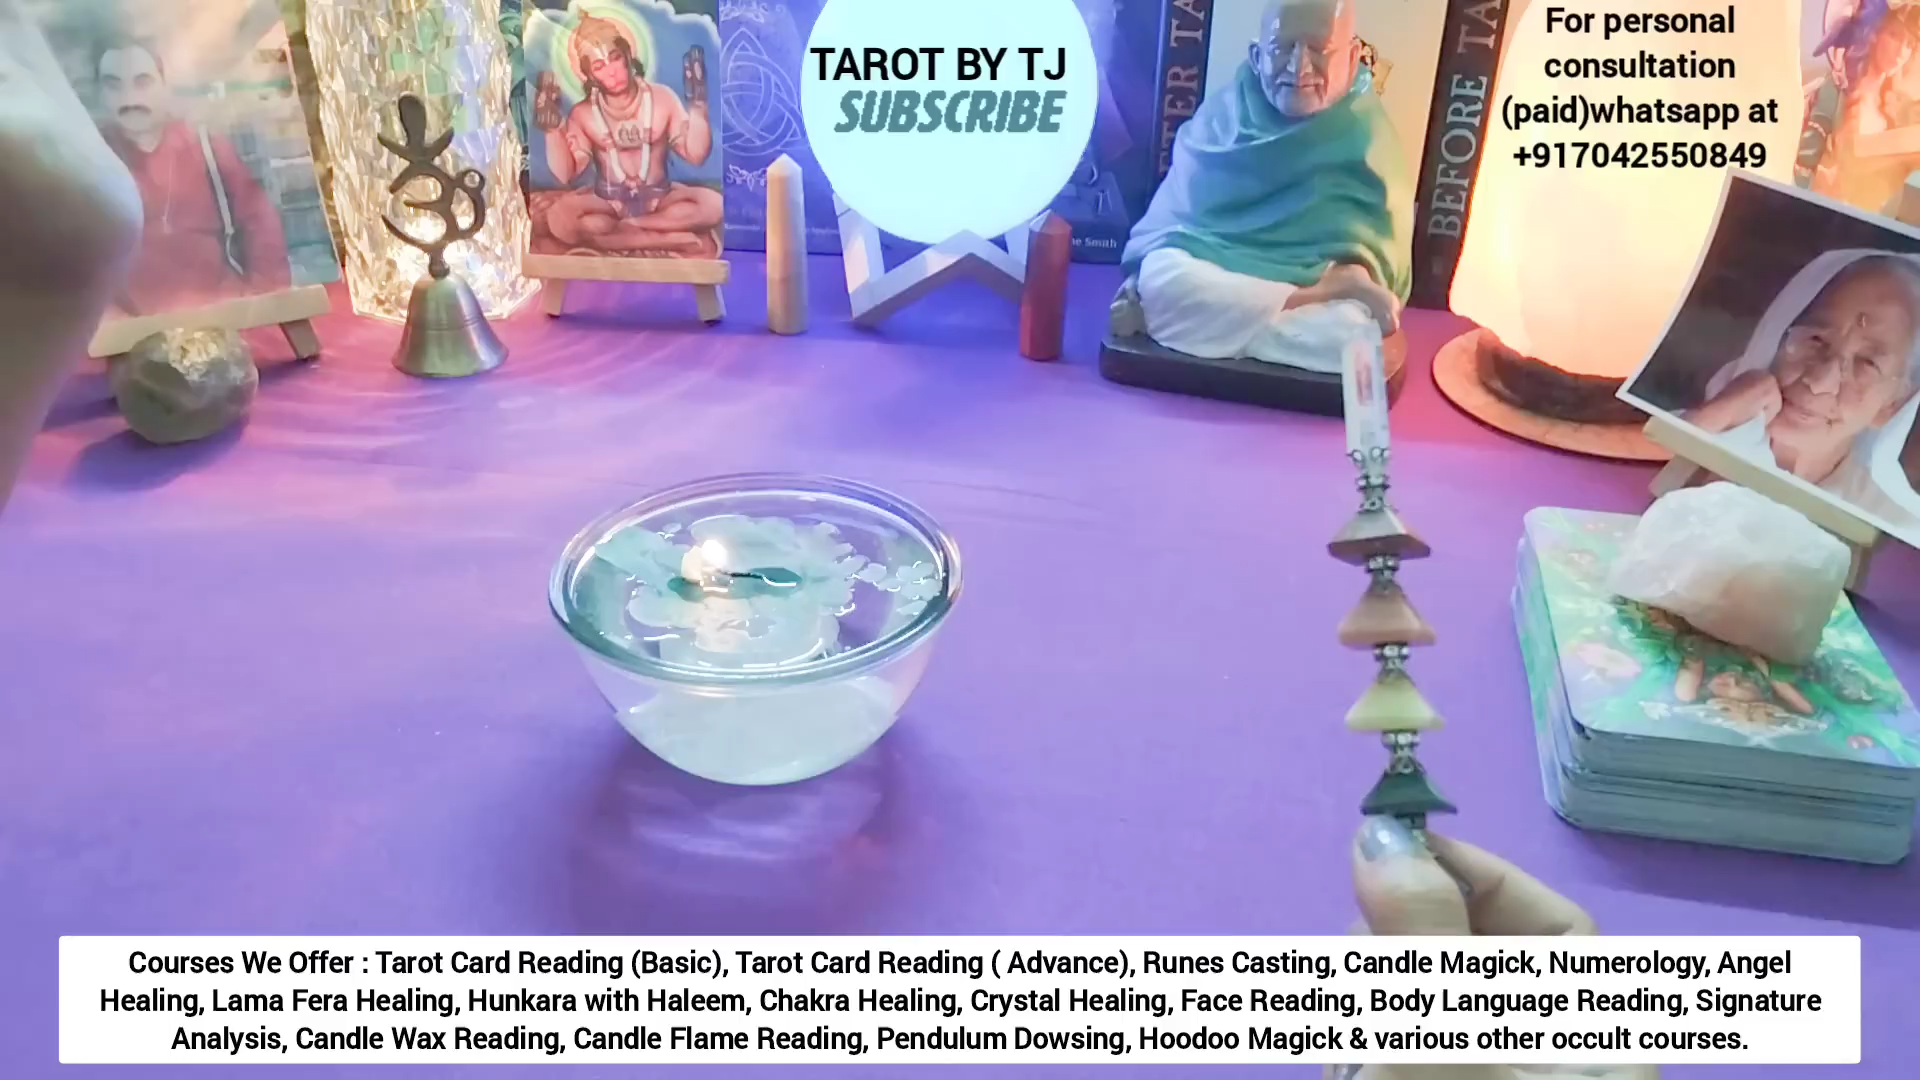 TAROT BY TJ
SUBSCRIBE
For personal
consultation
(paid)whatsapp at
+917042550849
BEFORE TA
Smith
Courses We Offer : Tarot Card Reading (Basic), Tarot Card Reading ( Advance), Runes Casting, Candle Magick, Numerology, Angel
Healing, Lama Fera Healing, Hunkara with Haleem, Chakra Healing, Crystal Healing, Face Reading, Body Language Reading, Signature
Analysis, Candle Wax Reading, Candle Flame Reading, Pendulum Dowsing, Hoodoo Magick & various other occult courses.